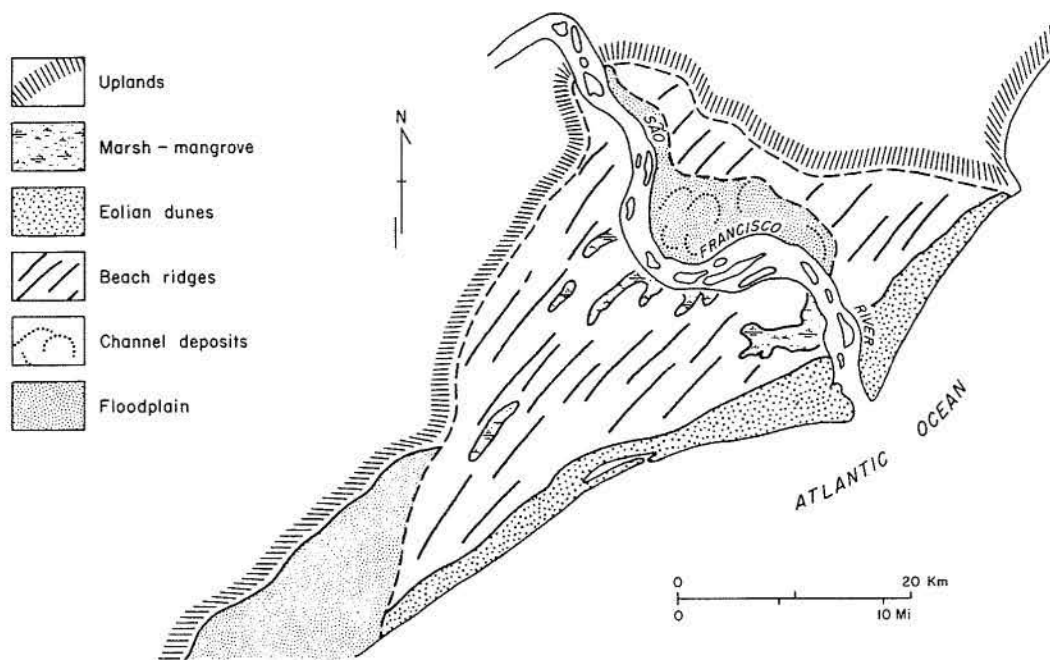 Uplands
Marsh – mangrove
Eolian dunes
Beach ridges
Channel deposits
Floodplain
N
SÃO
FRANCISCO
RIVER
ATLANTIC OCEAN
0 20 Km
0 10 Mi